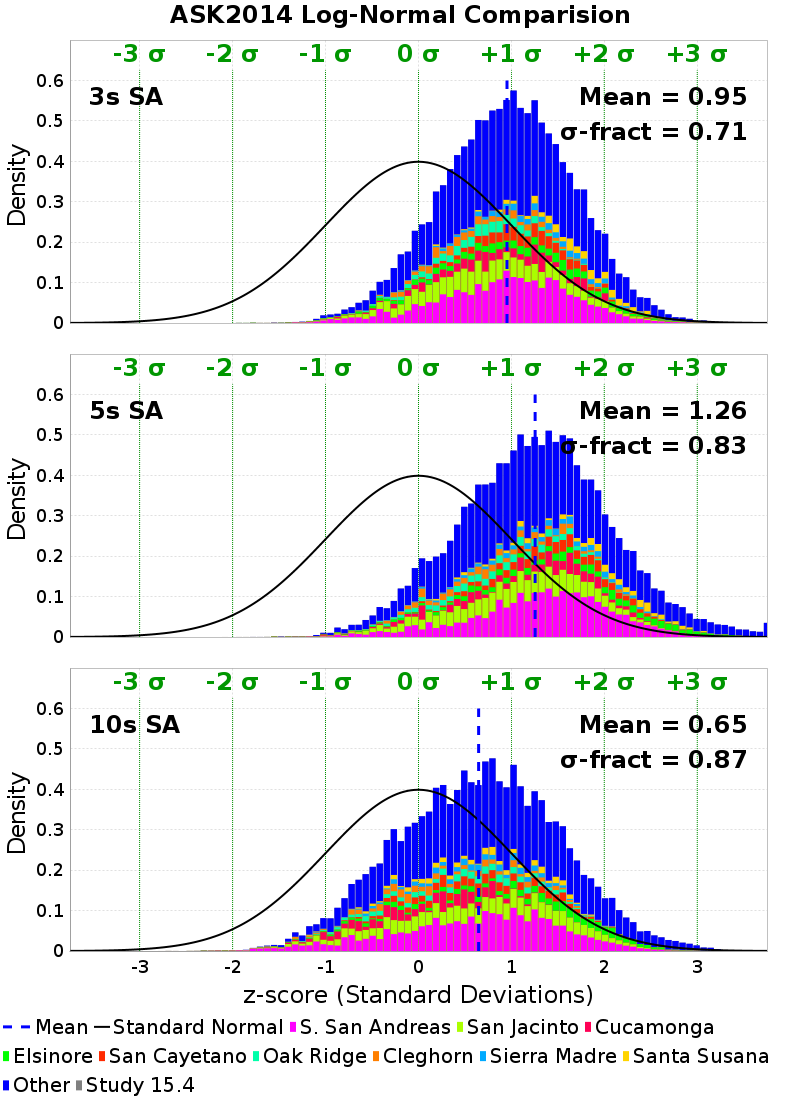 ASK2014 Log-Normal Comparision
-3 σ -2 σ -1 σ 0 σ +1 σ +2 σ +3 σ
3s SA
Mean = 0.95
σ-fract = 0.71
Density
0.6
0.5
0.4
0.3
0.2
0.1
0
-3 σ -2 σ -1 σ 0 σ +1 σ +2 σ +3 σ
5s SA
Mean = 1.26
σ-fract = 0.83
Density
0.6
0.5
0.4
0.3
0.2
0.1
0
-3 σ -2 σ -1 σ 0 σ +1 σ +2 σ +3 σ
10s SA
Mean = 0.65
σ-fract = 0.87
Density
0.6
0.5
0.4
0.3
0.2
0.1
0
-3 -2 -1 0 1 2 3
z-score (Standard Deviations)
Mean Standard Normal S. San Andreas San Jacinto Cucamonga
Elsinore San Cayetano Oak Ridge Cleghorn Sierra Madre Santa Susana
Other Study 15.4